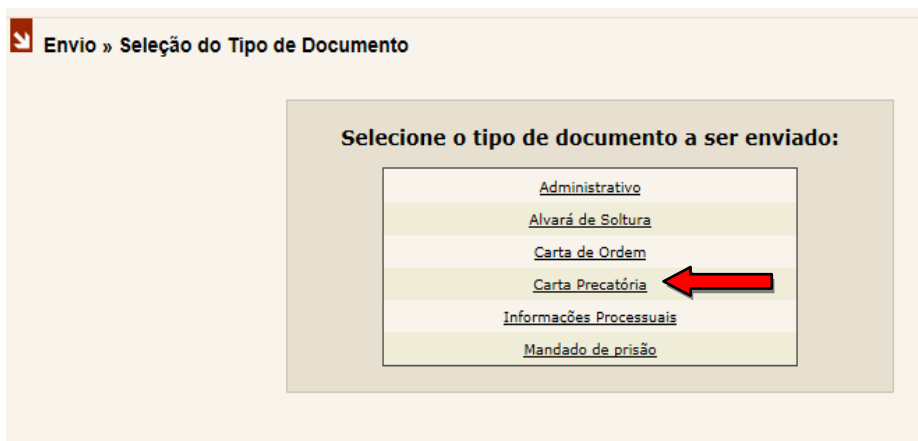 Envio » Seleção do Tipo de Documento
Selecione o tipo de documento a ser enviado:
Administrativo
Alvará de Soltura
Carta de Ordem
Carta Precatória
Informações Processuais
Mandado de prisão